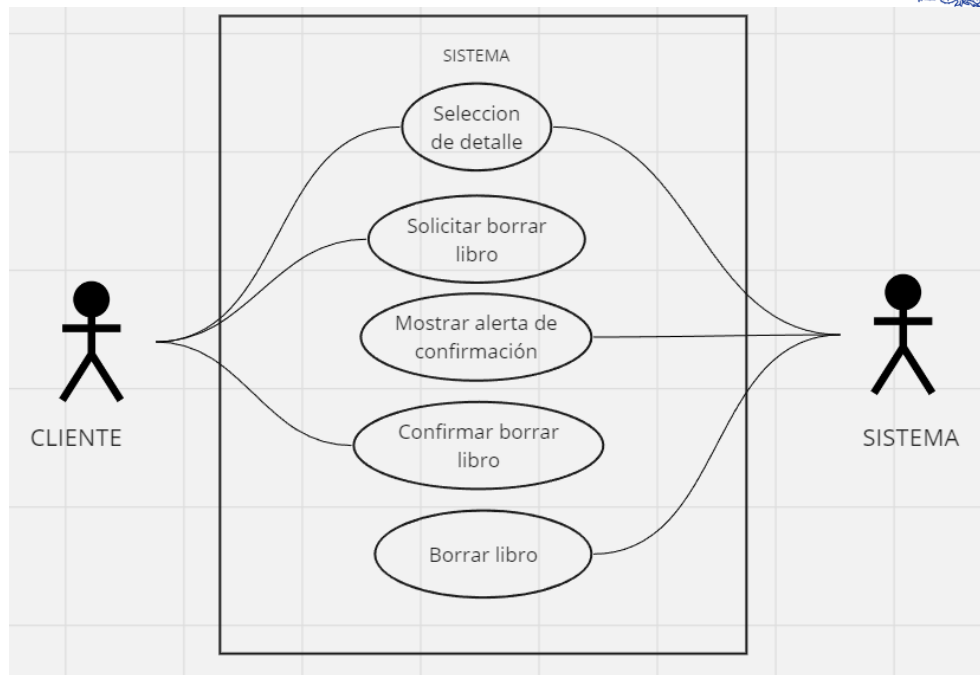 SISTEMA
Seleccion
de detalle
Solicitar borrar
libro
Mostrar alerta de
confirmación
Confirmar borrar
libro
Borrar libro
CLIENTE
SISTEMA